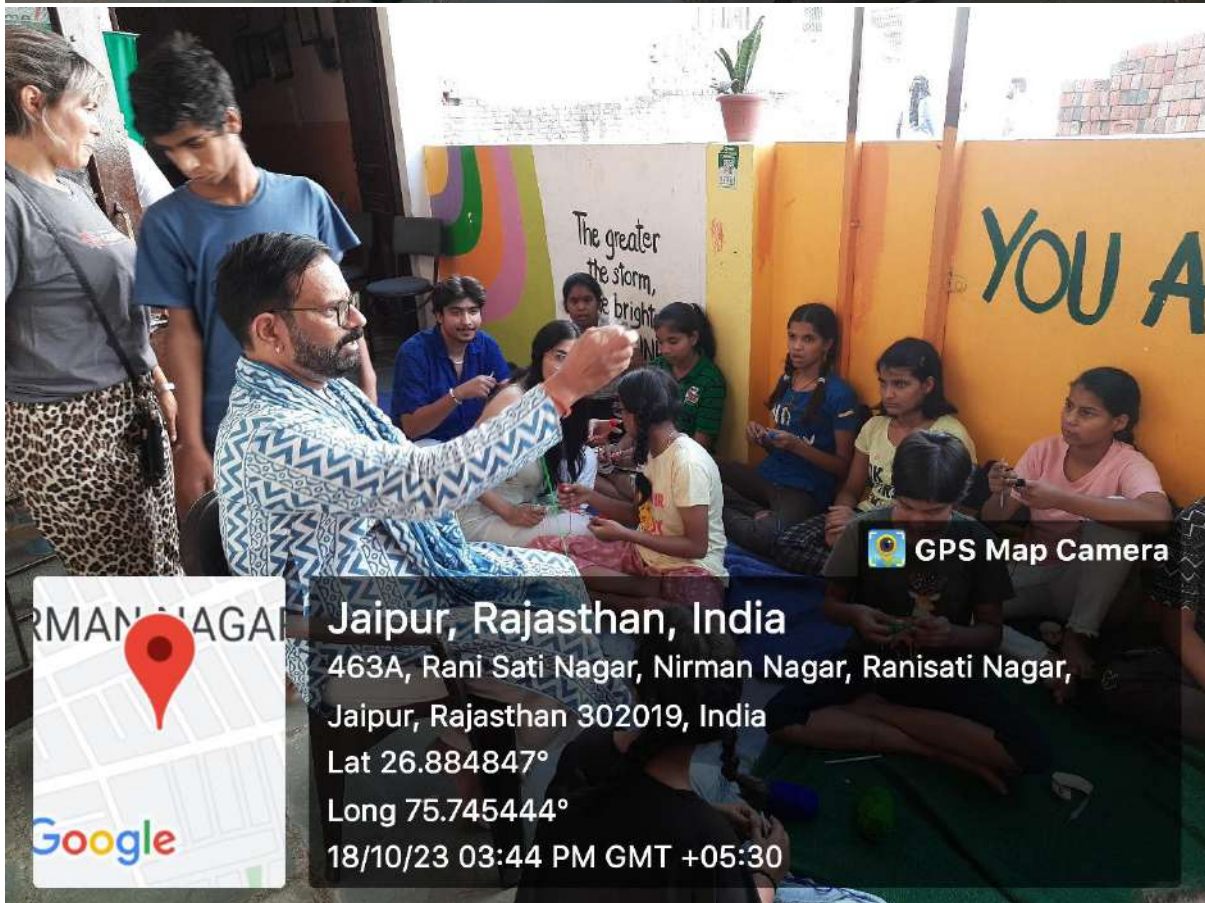 The greater
the storm,
bright
YOU A
GPS Map Camera
RMAN NAGAR
Jaipur, Rajasthan, India
463A, Rani Sati Nagar, Nirman Nagar, Ranisati Nagar,
Jaipur, Rajasthan 302019, India
Lat 26.884847°
Long 75.745444°
18/10/23 03:44 PM GMT +05:30
Google